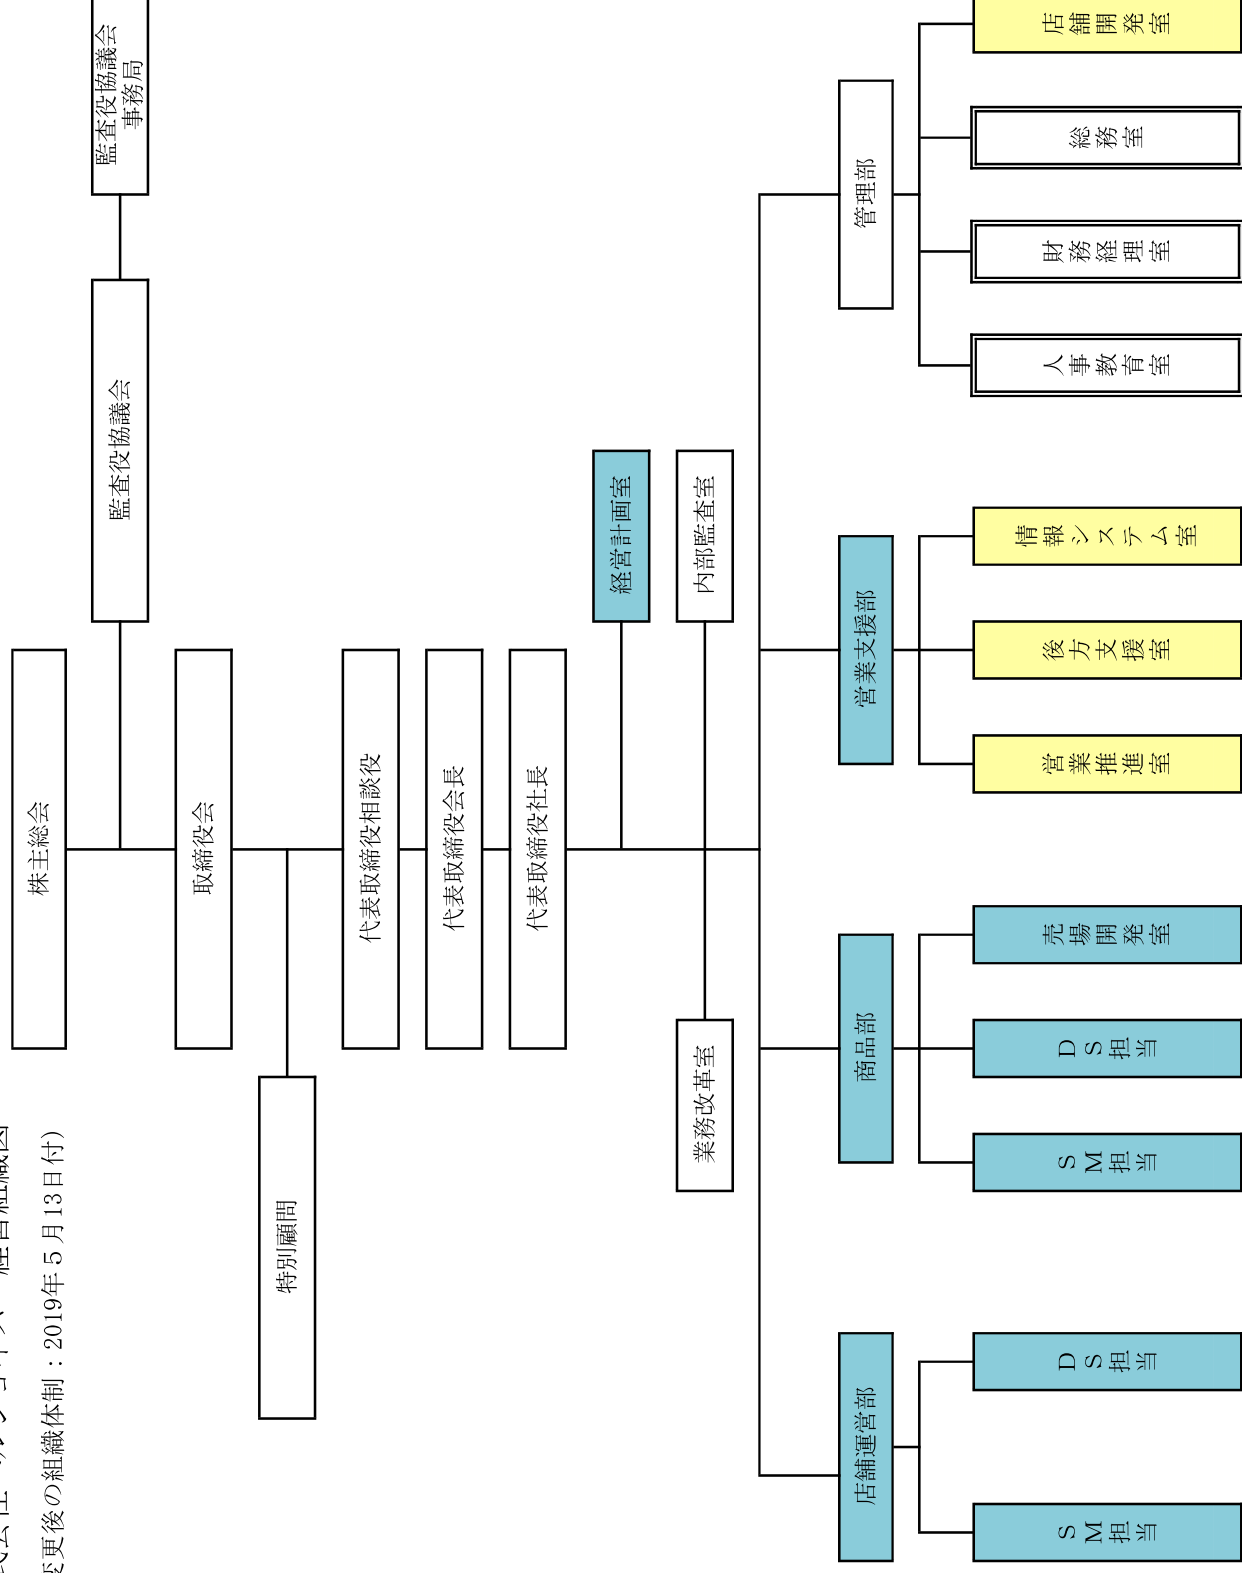 変更後の組織体制：2019年５月13日付）
株主総会
監査役協議会
監査役協議会
事務局
取締役会
特別顧問
代表取締役相談役
代表取締役会長
代表取締役社長
経営計画室
業務改革室
内部監査室
店舗運営部
商品部
営業支援部
管理部
ＳＭ担当
ＤＳ担当
ＳＭ担当
ＤＳ担当
売場開発室
営業推進室
後方支援室
情報システム室
人事教育室
財務経理室
総務室
店舗開発室